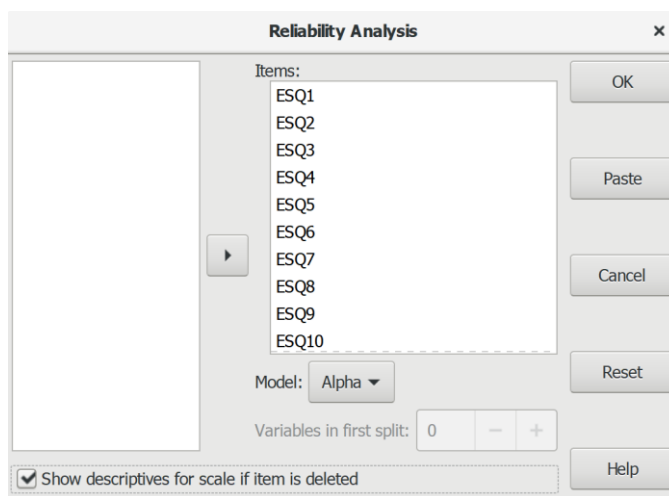 Reliability Analysis
Items:
ESQ1
ESQ2
ESQ3
ESQ4
ESQ5
ESQ6
ESQ7
ESQ8
ESQ9
ESQ10
Model: Alpha
Variables in first split: 0
Show descriptives for scale if item is deleted
OK
Paste
Cancel
Reset
Help